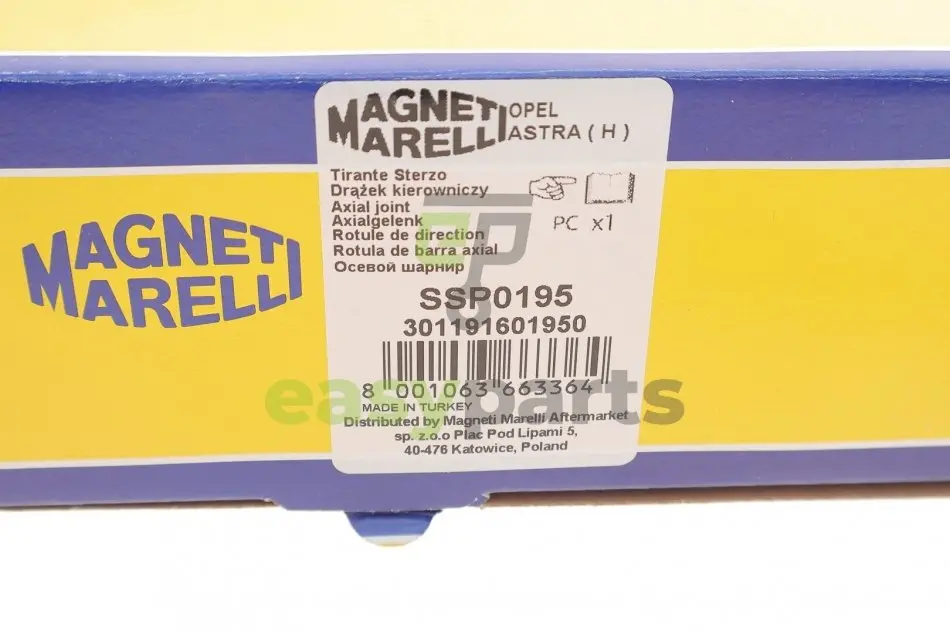 MAGNETI
MARELLI
OPEL
ASTRA ( H )
Tirante Sterzo
Drążek kierowniczy
Axial joint
Axialgelenk
Rotule de direction
Rotula de barra axial
Осевой шарнир
PC x1
SSP0195
301191601950
8 001063 663364
MADE IN TURKEY
Distributed by Magneti Marelli Aftermarket
sp. z.o.o Plac Pod Lipami 5,
40-476 Katowice, Poland
MAGNETI
MARELLI
easyparts